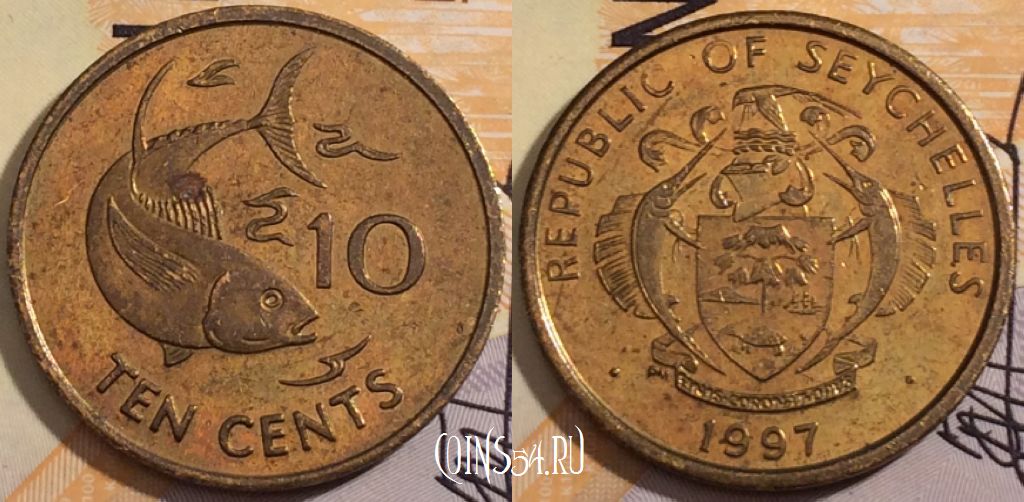 10
TEN CENTS
REPUBLIC OF SEYCHELLES
1997
COINS54.RU